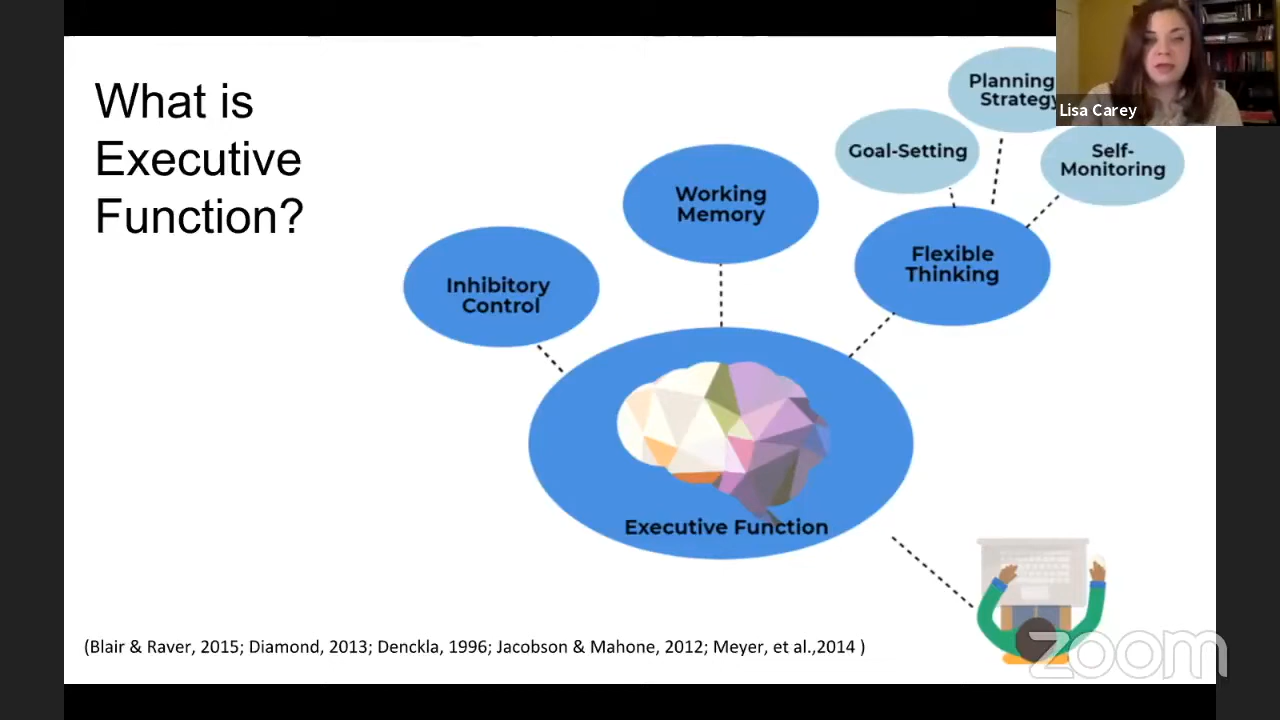 What is
Executive
Function?
Planning
Strategy
Lisa Carey
Goal-Setting
Self-
Monitoring
Working
Memory
Flexible
Thinking
Inhibitory
Control
Executive Function
(Blair & Raver, 2015; Diamond, 2013; Denckla, 1996; Jacobson & Mahone, 2012; Meyer, et al.,2014 )
zoom